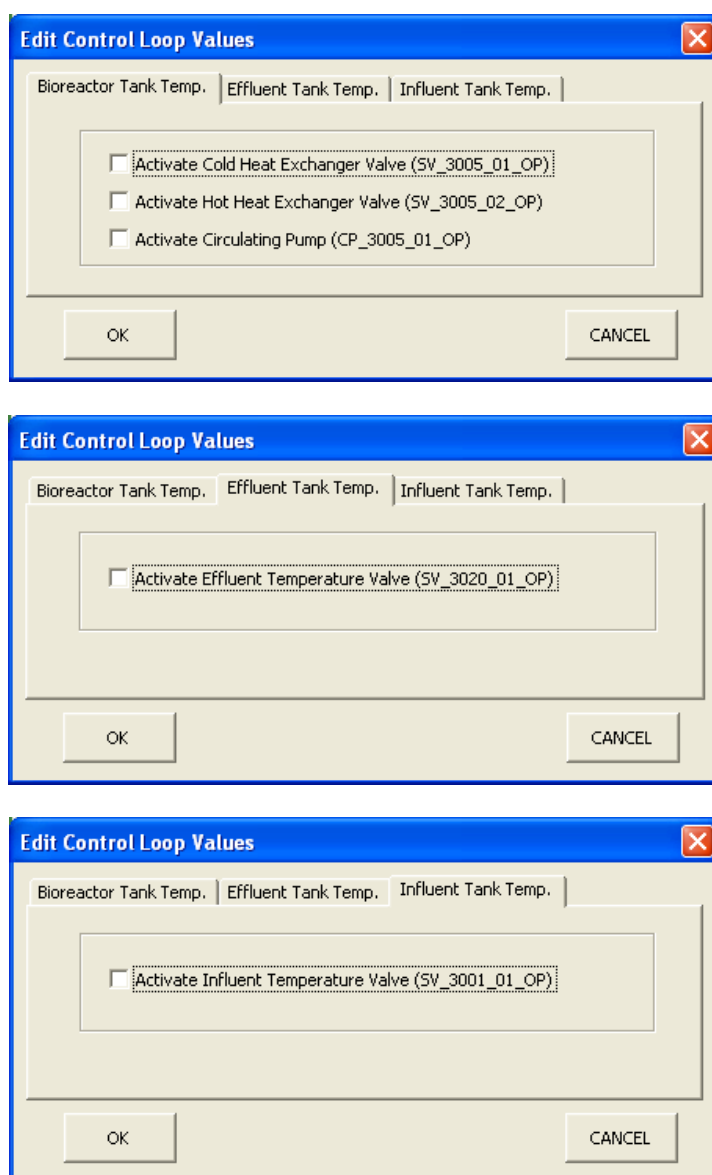 Edit Control Loop Values
Bioreactor Tank Temp. Effluent Tank Temp. Influent Tank Temp.
Activate Cold Heat Exchanger Valve (SV_3005_01_OP)
Activate Hot Heat Exchanger Valve (SV_3005_02_OP)
Activate Circulating Pump (CP_3005_01_OP)
OK CANCEL
Edit Control Loop Values
Bioreactor Tank Temp. Effluent Tank Temp. Influent Tank Temp.
Activate Effluent Temperature Valve (SV_3020_01_OP)
OK CANCEL
Edit Control Loop Values
Bioreactor Tank Temp. Effluent Tank Temp. Influent Tank Temp.
Activate Influent Temperature Valve (SV_3001_01_OP)
OK CANCEL